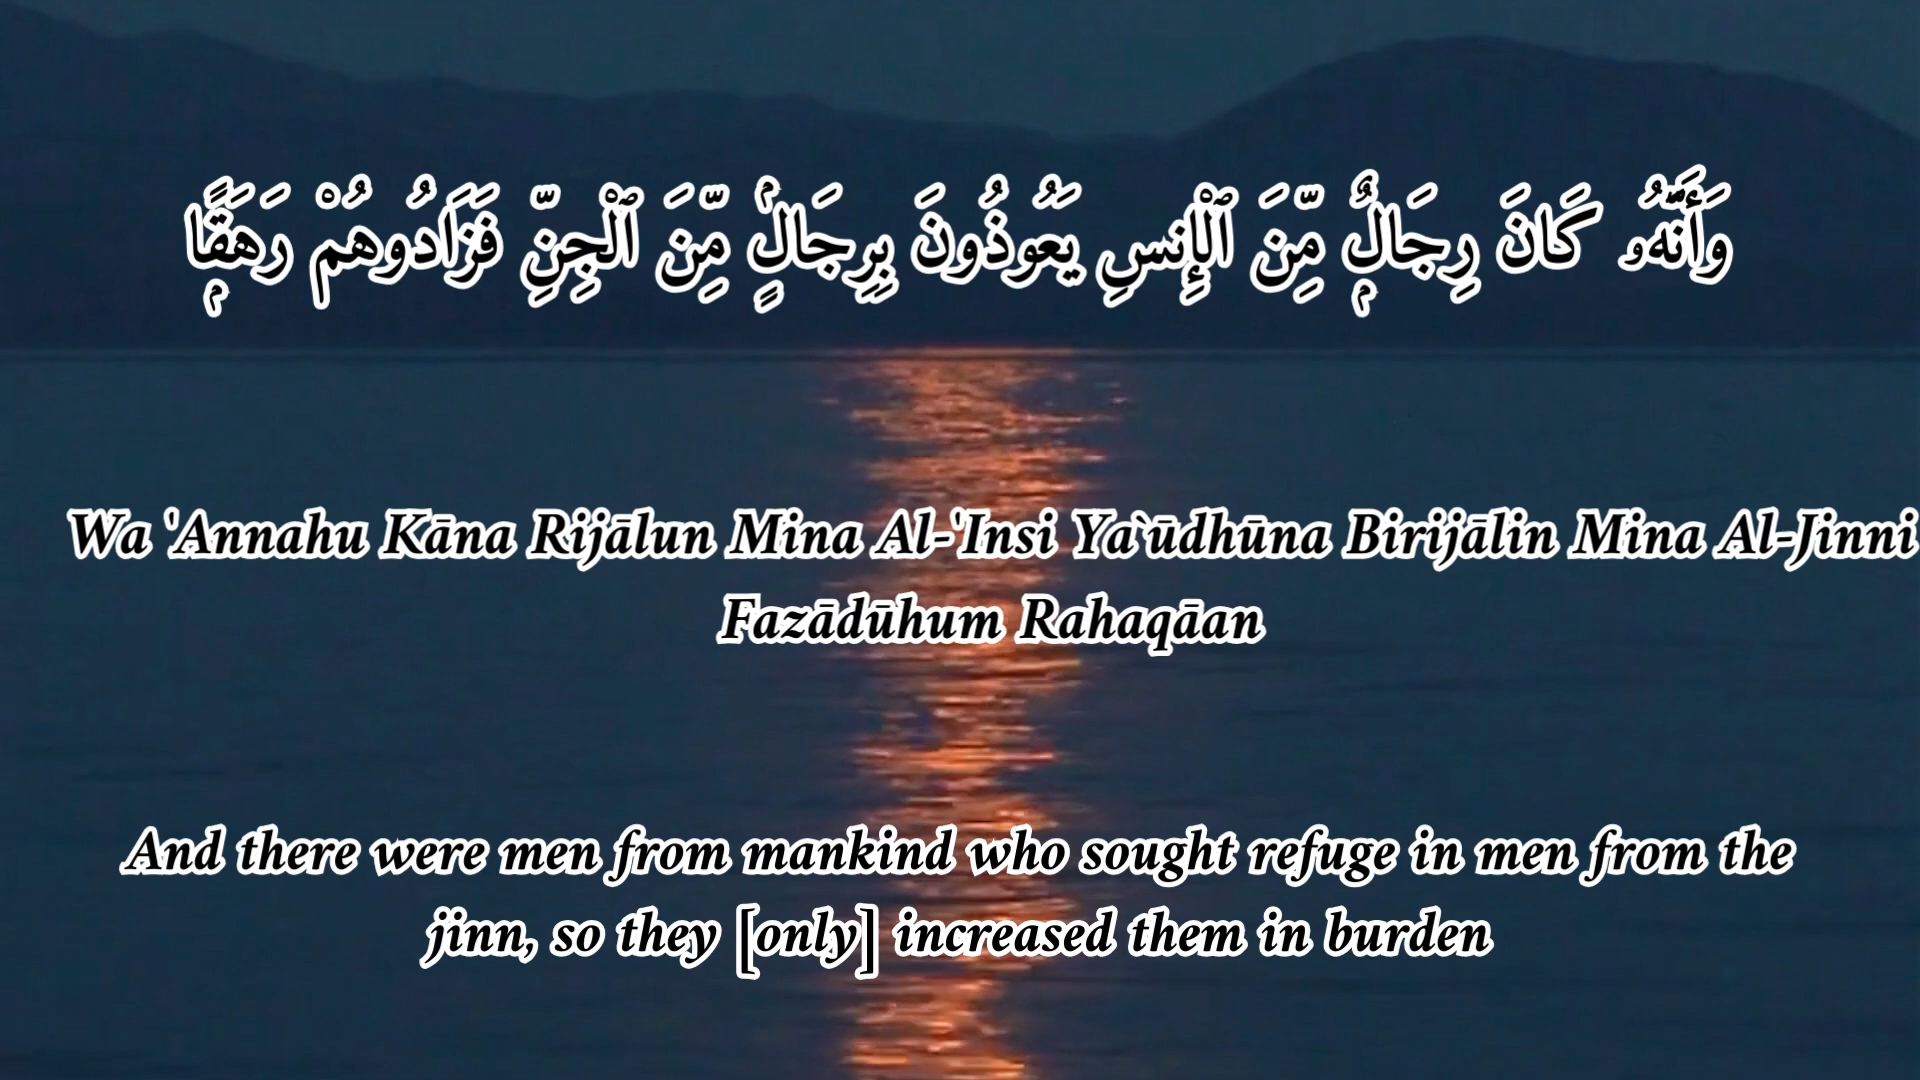 وَأَنَّهُۥ كَانَ رِجَالٌۭ مِّنَ ٱلْإِنسِ يَعُوذُونَ بِرِجَالٍۢ مِّنَ ٱلْجِنِّ فَزَادُوهُمْ رَهَقًۭا
Wa 'Annahu Kāna Rijālun Mina Al-'Insi Ya`ūdhūna Birijālin Mina Al-Jinni
Fazādūhum Rahaqāan
And there were men from mankind who sought refuge in men from the
jinn, so they [only] increased them in burden